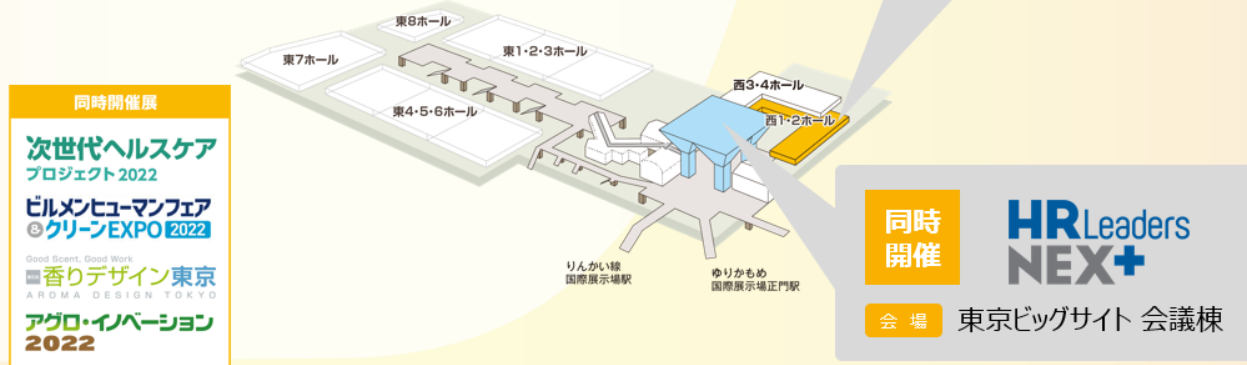 東8ホール
東7ホール
東1・2・3ホール
東4・5・6ホール
西3・4ホール
西1・2ホール
りんかい線
国際展示場駅
ゆりかもめ
国際展示場正門駅
同時開催展
次世代ヘルスケア
プロジェクト2022
ビルメンヒューマンフェア
&クリーンEXPO 2022
Good Scent, Good Work
香りデザイン東京
AROMA DESIGN TOKYO
アグロ・イノベーション
2022
同時
開催
HR Leaders
NEX+
会場 東京ビッグサイト 会議棟